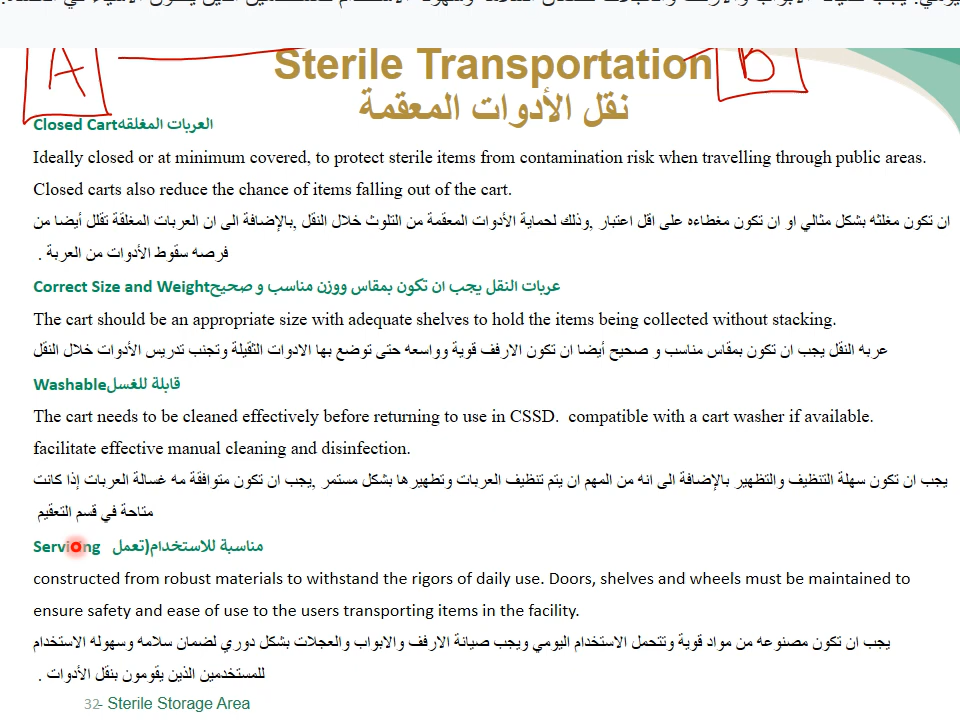 A
B
Sterile Transportation
نقل الأدوات المعقمة
Closed Cartالعربات المغلقه
Ideally closed or at minimum covered, to protect sterile items from contamination risk when travelling through public areas.
Closed carts also reduce the chance of items falling out of the cart.
ان تكون مغلثه بشكل مثالي او ان تكون مغطاءه على اقل اعتبار ,وذلك لحماية الأدوات المعقمة من التلوث خلال النقل ,بالإضافة الى ان العربات المغلقة تقلل أيضا من
فرصه سقوط الأدوات من العربة .
Correct Size and Weightعربات النقل يجب ان تكون بمقاس ووزن مناسب و صحيح
The cart should be an appropriate size with adequate shelves to hold the items being collected without stacking.
عربه النقل يجب ان تكون بمقاس مناسب و صحيح أيضا ان تكون الارفف قوية وواسعه حتى توضع بها الادوات الثقيلة وتجنب تدريس الأدوات خلال النقل
Washableقابلة للغسل
The cart needs to be cleaned effectively before returning to use in CSSD. compatible with a cart washer if available.
facilitate effective manual cleaning and disinfection.
يجب ان تكون سهلة التنظيف والتظهير بالإضافة الى انه من المهم ان يتم تنظيف العربات وتطهيرها بشكل مستمر ,يجب ان تكون متوافقة مه غسالة العربات إذا كانت
متاحة في قسم التعقيم
مناسبة للاستخدام(تعمل
constructed from robust materials to withstand the rigors of daily use. Doors, shelves and wheels must be maintained to
ensure safety and ease of use to the users transporting items in the facility.
يجب ان تكون مصنوعه من مواد قوية وتتحمل الاستخدام اليومي ويجب صيانة الارفف والابواب والعجلات بشكل دوري لضمان سلامه وسهوله الاستخدام
للمستخدمين الذين يقومون بنقل الأدوات .
32- Sterile Storage Area